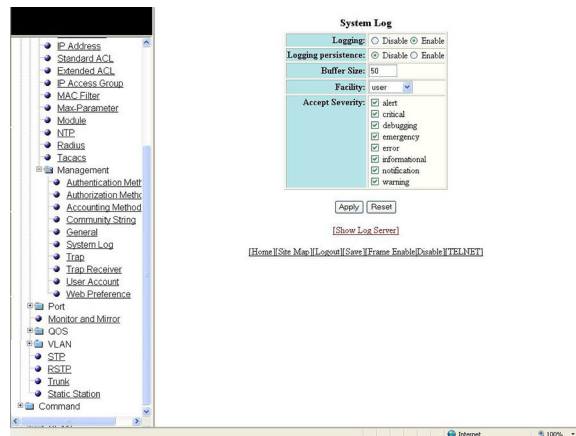 IP Address
Standard ACL
Extended ACL
IP Access Group
MAC Filter
Max-Parameter
Module
NTP
Radius
Tacacs
Management
Authentication Meth
Authorization Metho
Accounting Method
Community String
General
System Log
Trap
Trap Receiver
User Account
Web Preference
Port
Monitor and Mirror
QOS
VLAN
STP
RSTP
Trunk
Static Station
Command
System Log
Logging: Disable Enable
Logging persistence: Disable Enable
Buffer Size: 50
Facility: user
Accept Severity: alert
critical
debugging
emergency
error
informational
notification
warning
Apply Reset
[Show Log Server]
[Home][Site Map][Logout][Save][Frame Enable|Disable][TELNET]
Internet 100%